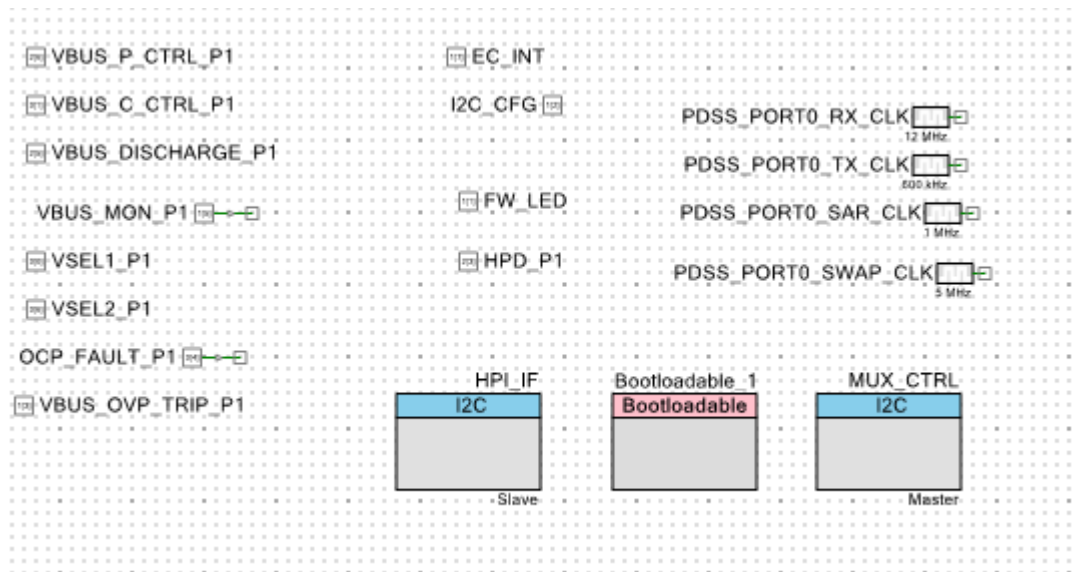 VBUS_P_CTRL_P1
EC_INT
VBUS_C_CTRL_P1
I2C_CFG
PDSS_PORT0_RX_CLK
12 MHz
VBUS_DISCHARGE_P1
PDSS_PORT0_TX_CLK
600 kHz
VBUS_MON_P1
FW_LED
PDSS_PORT0_SAR_CLK
1 MHz
VSEL1_P1
HPD_P1
PDSS_PORT0_SWAP_CLK
5 MHz
VSEL2_P1
OCP_FAULT_P1
VBUS_OVP_TRIP_P1
HPI_IF
I2C
Slave
Bootloadable_1
Bootloadable
MUX_CTRL
I2C
Master